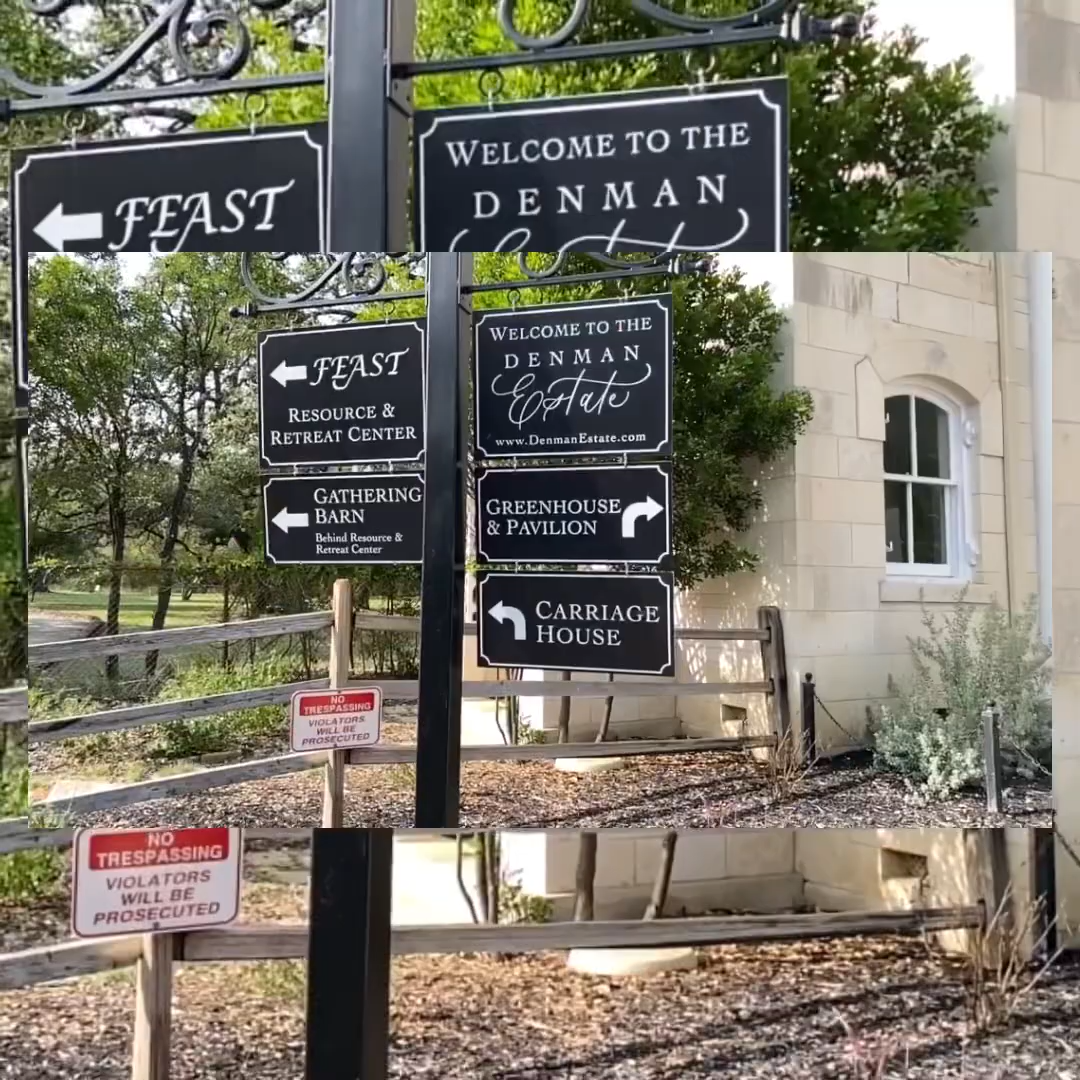 WELCOME TO THE
DENMAN
FEAST
WELCOME TO THE
DENMAN
Estate
www.DenmanEstate.com
FEAST
RESOURCE &
RETREAT CENTER
GATHERING
BARN
Behind Resource &
Retreat Center
GREENHOUSE
& PAVILION
CARRIAGE
HOUSE
NO
TRESPASSING
VIOLATORS
WILL BE
PROSECUTED
NO
TRESPASSING
VIOLATORS
WILL BE
PROSECUTED